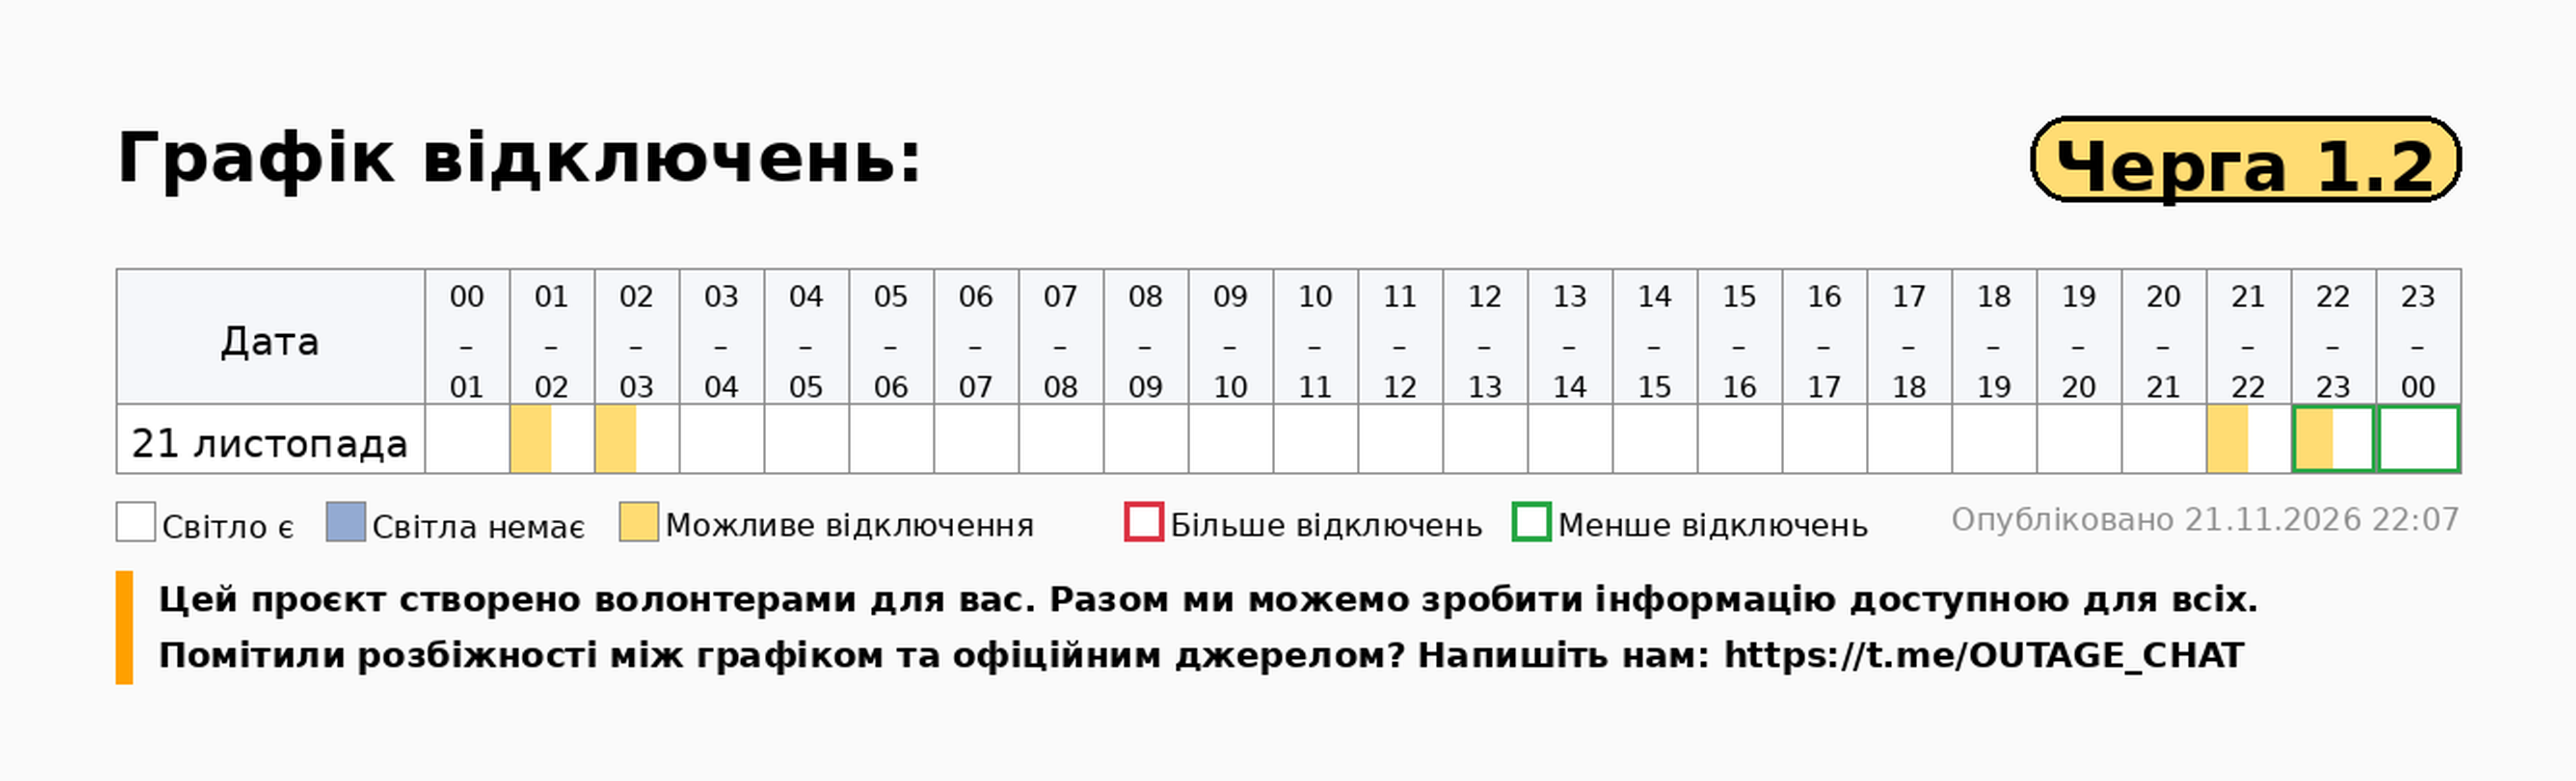 Графік відключень:
Черга 1.2
Дата
00 – 01
01 – 02
02 – 03
03 – 04
04 – 05
05 – 06
06 – 07
07 – 08
08 – 09
09 – 10
10 – 11
11 – 12
12 – 13
13 – 14
14 – 15
15 – 16
16 – 17
17 – 18
18 – 19
19 – 20
20 – 21
21 – 22
22 – 23
23 – 00
21 листопада
Світло є
Світла немає
Можливе відключення
Більше відключень
Менше відключень
Опубліковано 21.11.2026 22:07
Цей проєкт створено волонтерами для вас. Разом ми можемо зробити інформацію доступною для всіх.
Помітили розбіжності між графіком та офіційним джерелом? Напишіть нам: https://t.me/OUTAGE_CHAT